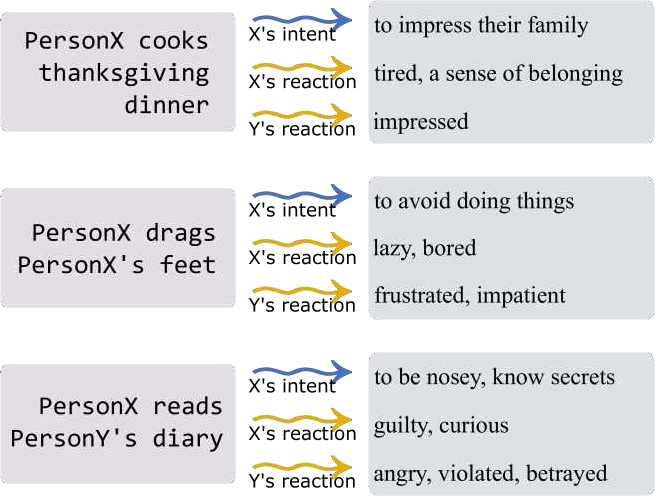 PersonX cooks
thanksgiving
dinner
X's intent
to impress their family
X's reaction
tired, a sense of belonging
Y's reaction
impressed
PersonX drags
PersonX's feet
X's intent
to avoid doing things
X's reaction
lazy, bored
Y's reaction
frustrated, impatient
PersonX reads
PersonY's diary
X's intent
to be nosey, know secrets
X's reaction
guilty, curious
Y's reaction
angry, violated, betrayed